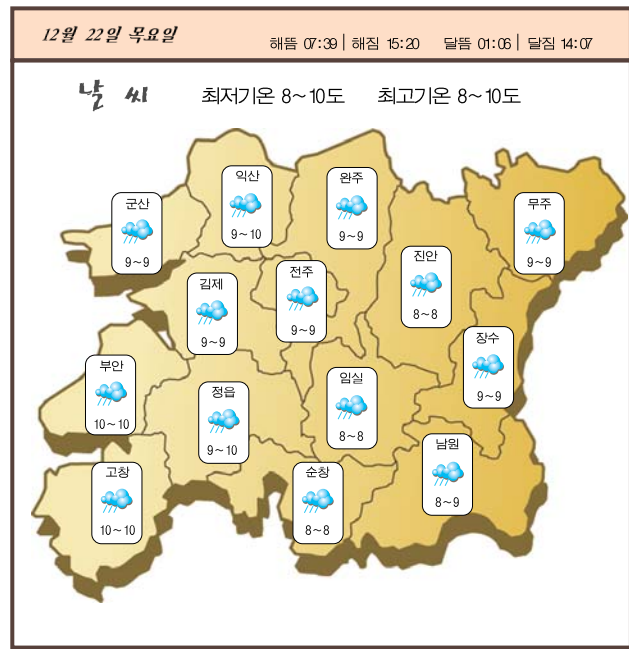 12월 22일 목요일
해뜸 07:39 | 해짐 15:20 달뜸 01:06 | 달짐 14:07
날 씨 최저기온 8~10도 최고기온 8~10도
익산
9~10
완주
9~9
군산
9~9
무주
9~9
진안
8~8
전주
9~9
김제
9~9
장수
9~9
부안
10~10
임실
8~8
정읍
9~10
남원
8~9
고창
10~10
순창
8~8